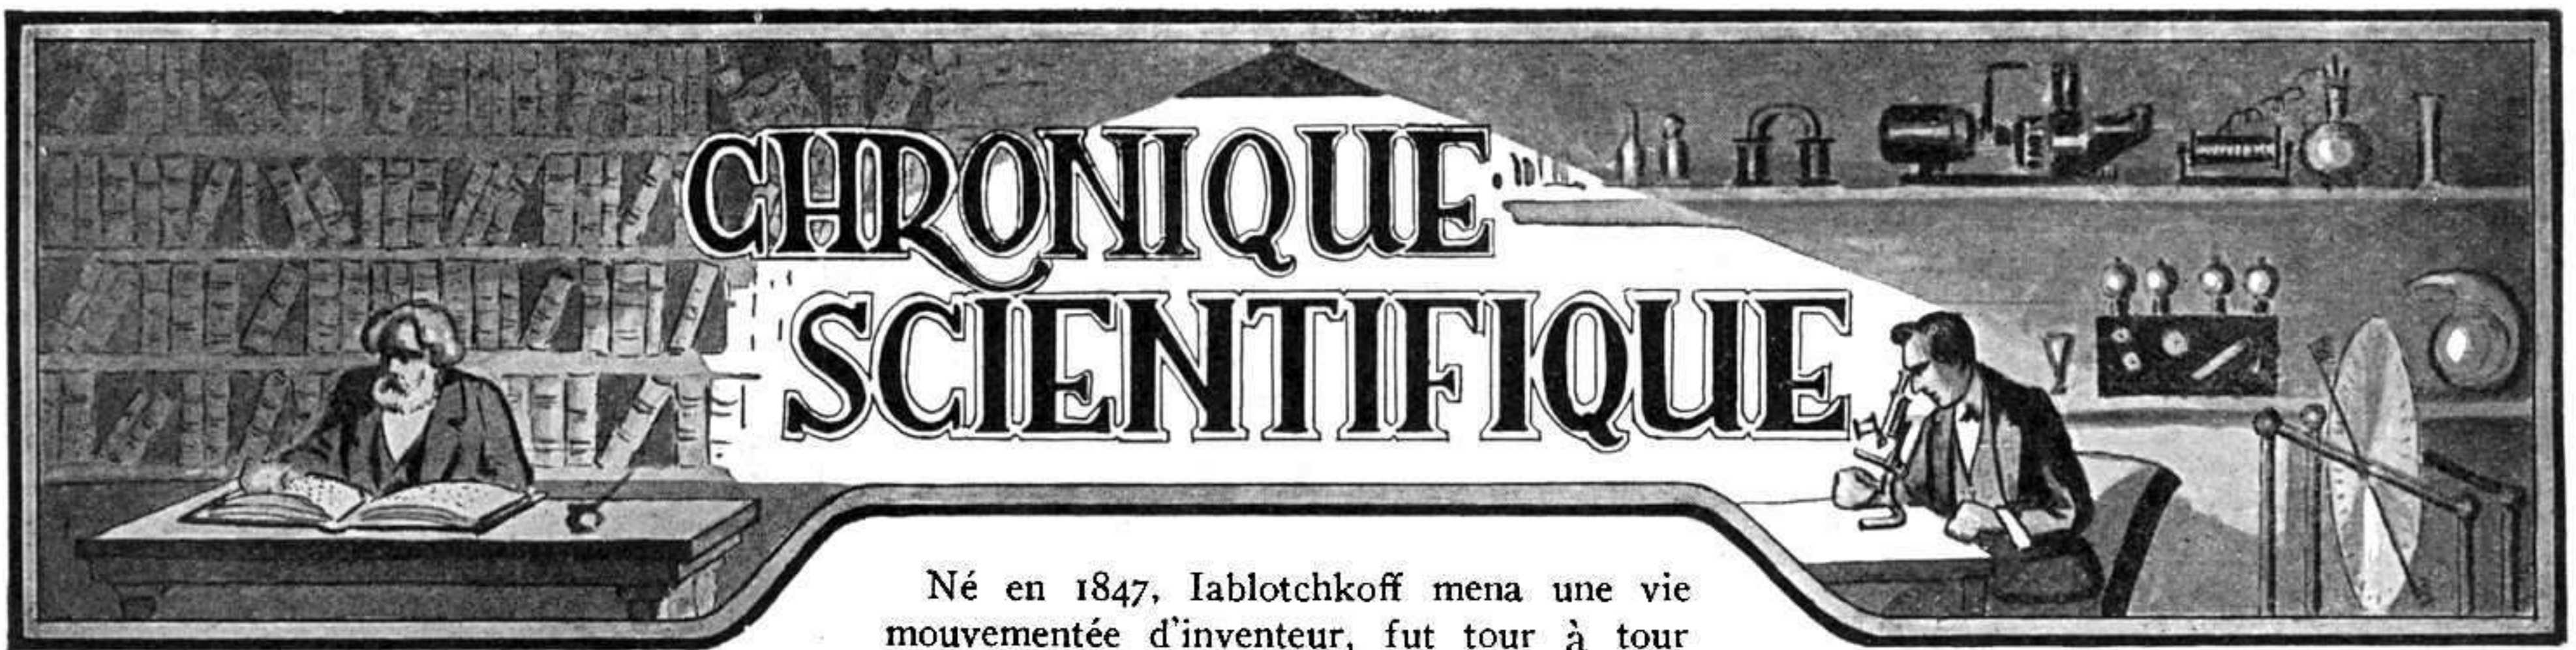 CHRONIQUE
SCIENTIFIQUE
Né en 1847, Iablotchkoff mena une vie
mouvementée d'inventeur, fut tour à tour